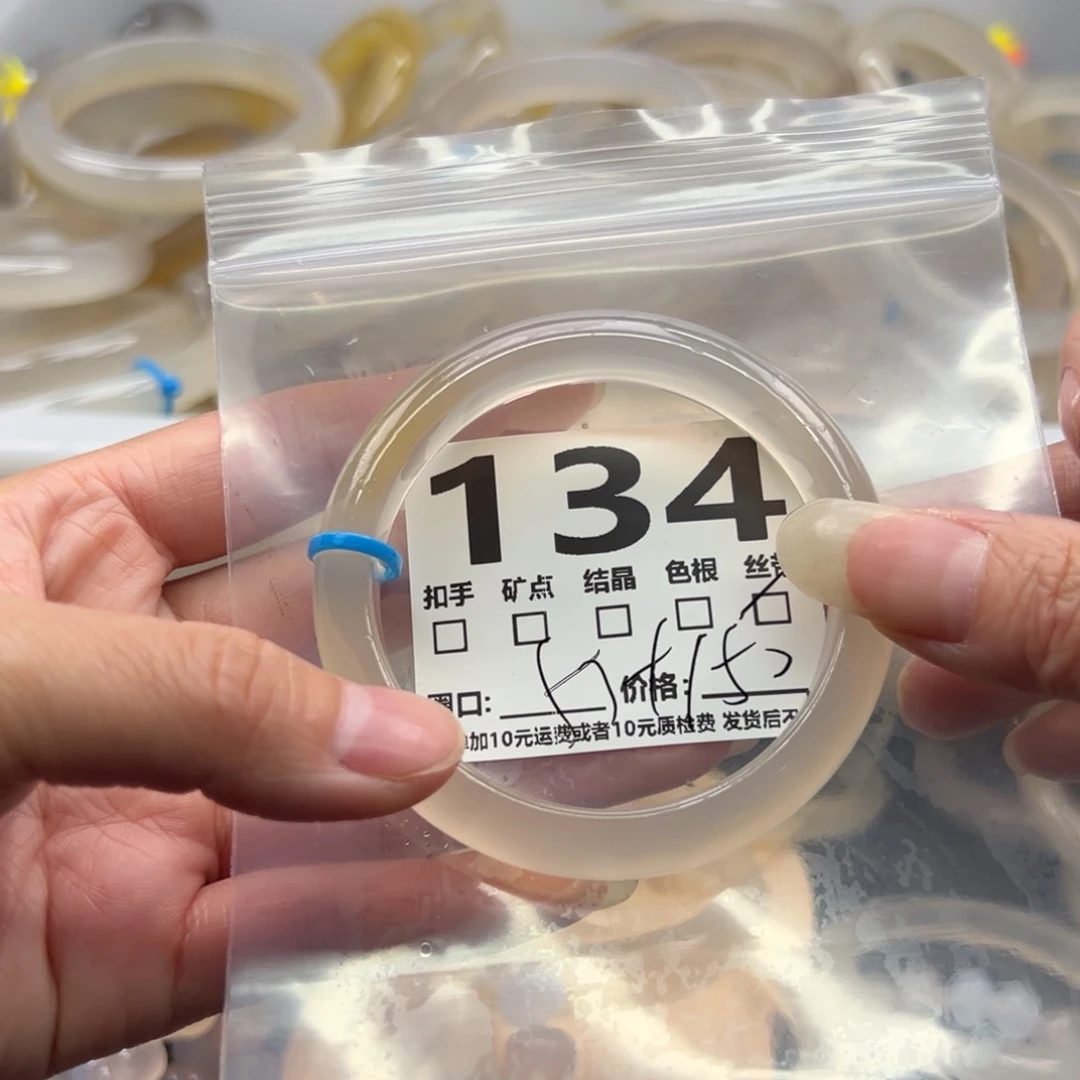 134
扣手 矿点 结晶 色根 丝
口: 价格:
加10元运费或者10元质检费 发货后不